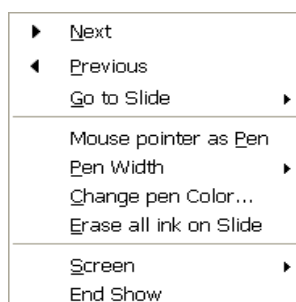 Next
Previous
Go to Slide
Mouse pointer as Pen
Pen Width
Change pen Color...
Erase all ink on Slide
Screen
End Show